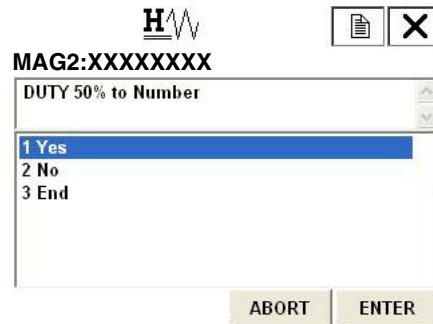 H
MAG2:XXXXXXXX
DUTY 50% to Number
1 Yes
2 No
3 End
ABORT ENTER